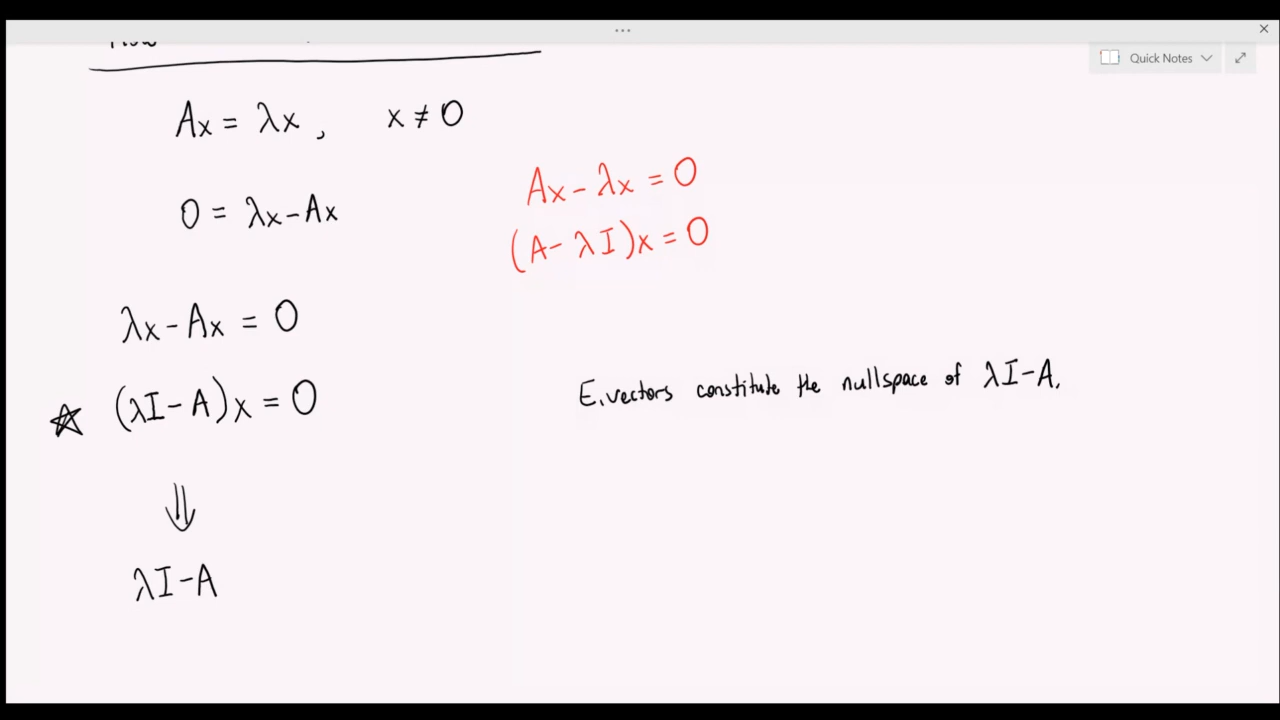 Quick Notes
Ax = λx, x ≠ 0
0 = λx - Ax
Ax - λx = 0
(A - λI)x = 0
λx - Ax = 0
(λI - A)x = 0
E.vectors constitute the nullspace of λI - A.
⇓
λI - A